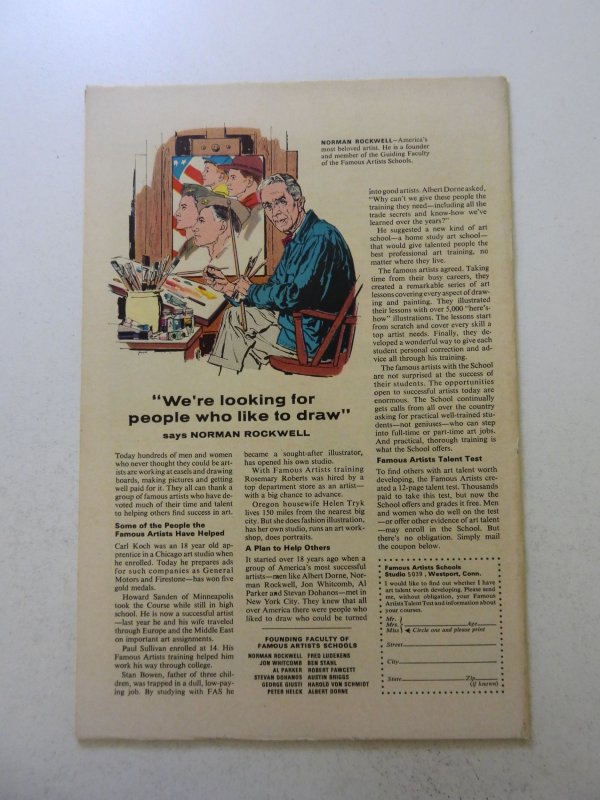 NORMAN ROCKWELL—America's
most beloved artist. He is a founder
and member of the Guiding Faculty
of the Famous Artists Schools.
"We're looking for
people who like to draw"
says NORMAN ROCKWELL
Today hundreds of men and women
who never thought they could be art-
ists are working at easels and drawing
boards, making pictures and getting
well paid for it. They all can thank a
group of famous artists who have de-
voted much of their time and talent
to helping others find success in art.
Some of the People the
Famous Artists Have Helped
Carl Koch was an 18 year old ap-
prentice in a Chicago art studio when
he enrolled. Today he prepares ads
for such companies as General
Motors and Firestone—has won five
gold medals.
Howard Sanden of Minneapolis
took the Course while still in high
school. He is now a successful artist
—last year he and his wife traveled
through Europe and the Middle East
on important art assignments.
Paul Sullivan enrolled at 14. His
Famous Artists training helped him
work his way through college.
Stan Bowen, father of three chil-
dren, was trapped in a dull, low-pay-
ing job. By studying with FAS he
became a sought-after illustrator,
has opened his own studio.
With Famous Artists training
Rosemary Roberts was hired by a
top department store as an artist—
with a big chance to advance.
Oregon housewife Helen Tryk
lives 150 miles from the nearest big
city. But she does fashion illustration,
has her own studio, runs an art work-
shop, does portraits.
A Plan to Help Others
It started over 18 years ago when a
group of America's most successful
artists—men like Albert Dorne, Nor-
man Rockwell, Jon Whitcomb, Al
Parker and Stevan Dohanos—met in
New York City. They knew that all
over America there were people who
liked to draw who could be turned
FOUNDING FACULTY OF
FAMOUS ARTISTS SCHOOLS
NORMAN ROCKWELL FRED LUDEKENS
JON WHITCOMB BEN STAHL
AL PARKER ROBERT FAWCETT
STEVAN DOHANOS AUSTIN BRIGGS
GEORGE GIUSTI HAROLD VON SCHMIDT
PETER HELCK ALBERT DORNE
into good artists. Albert Dorne asked,
"Why can't we give these people the
training they need—including all the
trade secrets and know-how we've
learned over the years?"
He suggested a new kind of art
school—a home study art school—
that would give talented people the
best professional art training, no
matter where they live.
The famous artists agreed. Taking
time from their busy careers, they
created a remarkable series of art
lessons covering every aspect of draw-
ing and painting. They illustrated
their lessons with over 5,000 "here's-
how" illustrations. The lessons start
from scratch and cover every skill a
top artist needs. Finally, they de-
veloped a wonderful way to give each
student personal correction and ad-
vice all through his training.
The famous artists with the School
are not surprised at the success of
their students. The opportunities
open to successful artists today are
enormous. The School continually
gets calls from all over the country
asking for practical well-trained stu-
dents—not geniuses—who can step
into full-time or part-time art jobs.
And practical, thorough training is
what the School offers.
Famous Artists Talent Test
To find others with art talent worth
developing, the Famous Artists cre-
ated a 12-page talent test. Thousands
paid to take this test, but now the
School offers and grades it free. Men
and women who do well on the test
—or offer other evidence of art talent
—may enroll in the School. But
there's no obligation. Simply mail
the coupon below.
Famous Artists Schools
Studio 5039, Westport, Conn.
I would like to find out whether I have
art talent worth developing. Please send
me, without obligation, your Famous
Artists Talent Test and information about
your courses.
Mr.
Mrs. Age
Miss Circle one and please print
Street
City
State Zip
(if known)